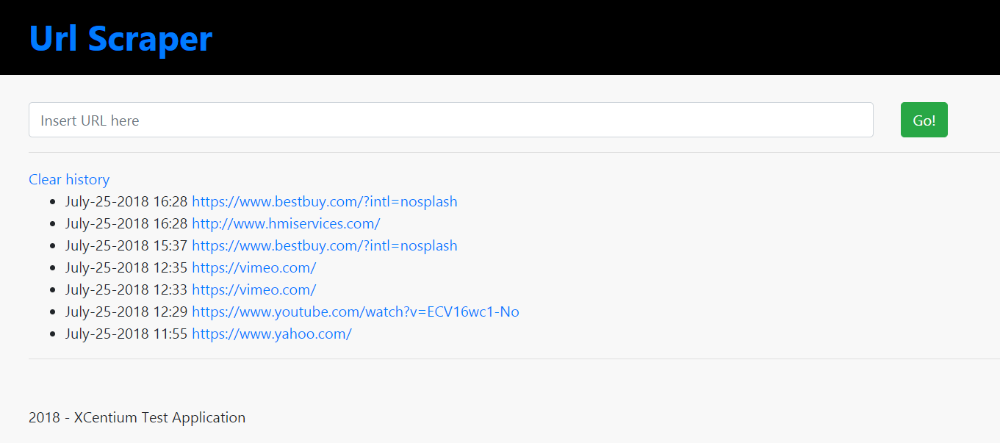 Url Scraper
Insert URL here
Go!
Clear history
July-25-2018 16:28 https://www.bestbuy.com/?intl=nosplash
July-25-2018 16:28 http://www.hmiservices.com/
July-25-2018 15:37 https://www.bestbuy.com/?intl=nosplash
July-25-2018 12:35 https://vimeo.com/
July-25-2018 12:33 https://vimeo.com/
July-25-2018 12:29 https://www.youtube.com/watch?v=ECV16wc1-No
July-25-2018 11:55 https://www.yahoo.com/
2018 - XCentium Test Application